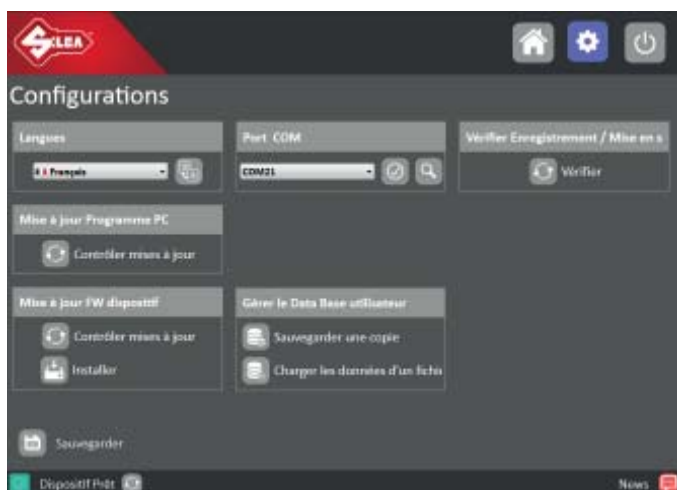 SILCA
Configurations
Langues
Port COM
Vérifier Enregistrement / Mise en s
Français
COM21
Vérifier
Mise à jour Programme PC
Contrôler mises à jour
Mise à jour FW dispositif
Gérer le Data Base utilisateur
Contrôler mises à jour
Sauvegarder une copie
Installer
Charger les données d'un fichie
Sauvegarder
Dispositif Prêt
News